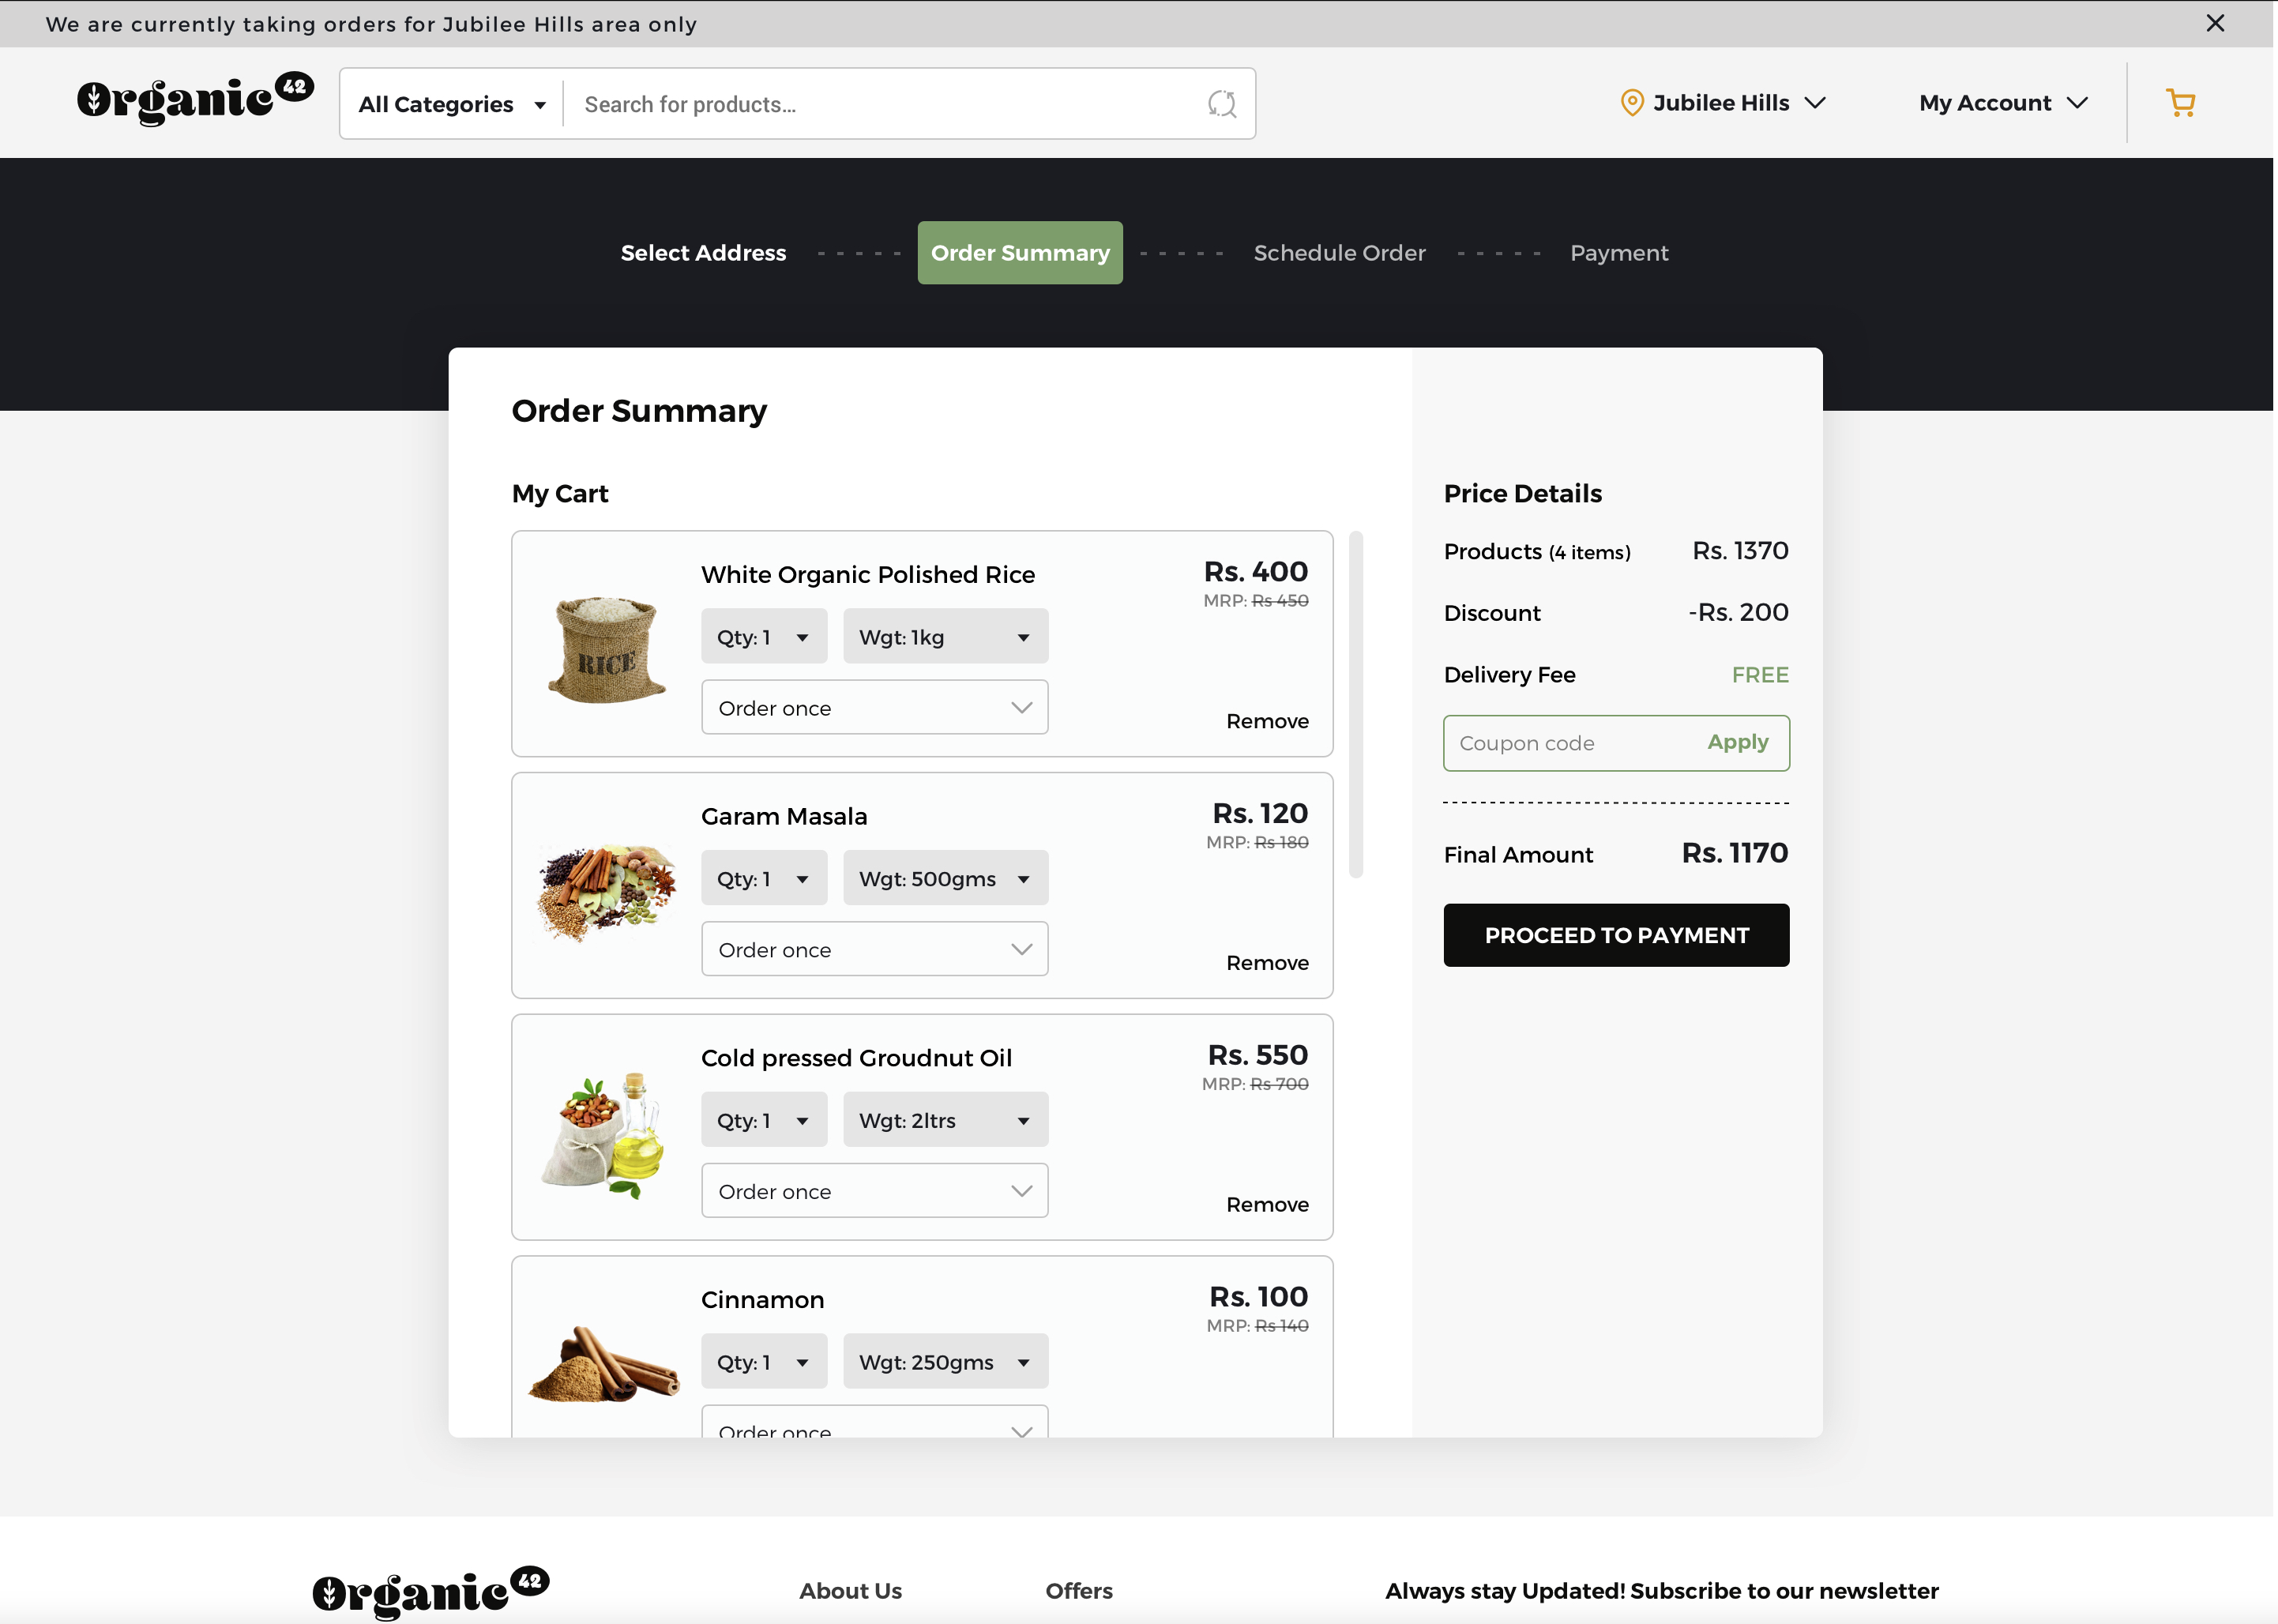 We are currently taking orders for Jubilee Hills area only
Organic 42
All Categories
Search for products...
Jubilee Hills
My Account
Select Address
Order Summary
Schedule Order
Payment
Order Summary
My Cart
RICE
White Organic Polished Rice
Rs. 400
MRP: Rs 450
Qty: 1
Wgt: 1kg
Order once
Remove
Garam Masala
Rs. 120
MRP: Rs 180
Qty: 1
Wgt: 500gms
Order once
Remove
Cold pressed Groudnut Oil
Rs. 550
MRP: Rs 700
Qty: 1
Wgt: 2ltrs
Order once
Remove
Cinnamon
Rs. 100
MRP: Rs 140
Qty: 1
Wgt: 250gms
Order once
Price Details
Products (4 items) Rs. 1370
Discount -Rs. 200
Delivery Fee FREE
Coupon code Apply
Final Amount Rs. 1170
PROCEED TO PAYMENT
Organic 42
About Us
Offers
Always stay Updated! Subscribe to our newsletter